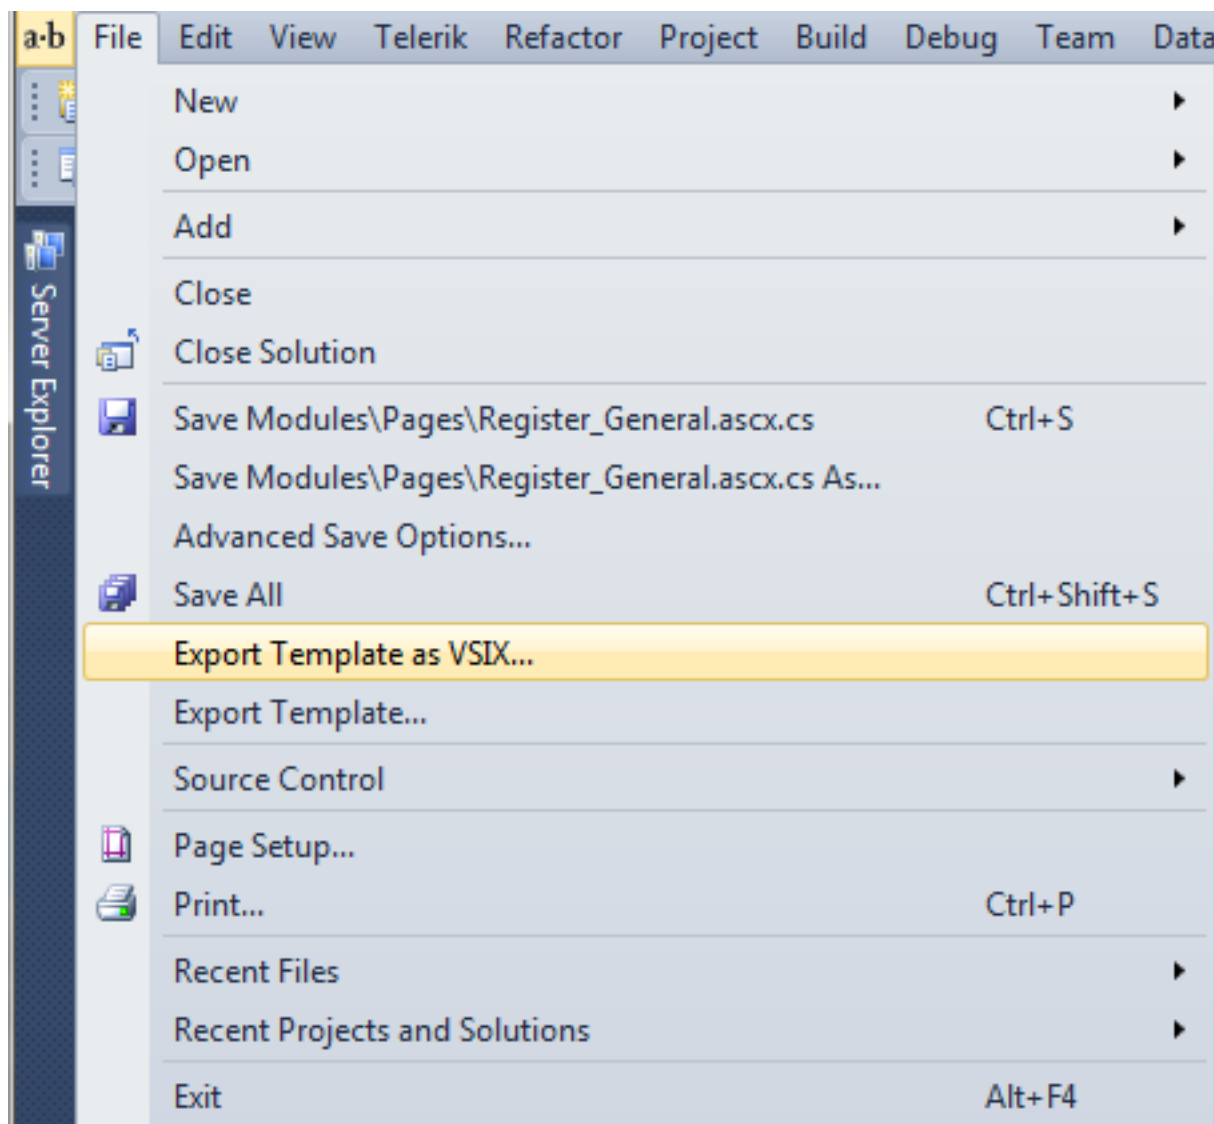 a·b File Edit View Telerik Refactor Project Build Debug Team Data
New
Open
Add
Close
Close Solution
Save Modules\Pages\Register_General.ascx.cs Ctrl+S
Save Modules\Pages\Register_General.ascx.cs As...
Advanced Save Options...
Save All Ctrl+Shift+S
Export Template as VSIX...
Export Template...
Source Control
Page Setup...
Print... Ctrl+P
Recent Files
Recent Projects and Solutions
Exit Alt+F4
Server Explorer